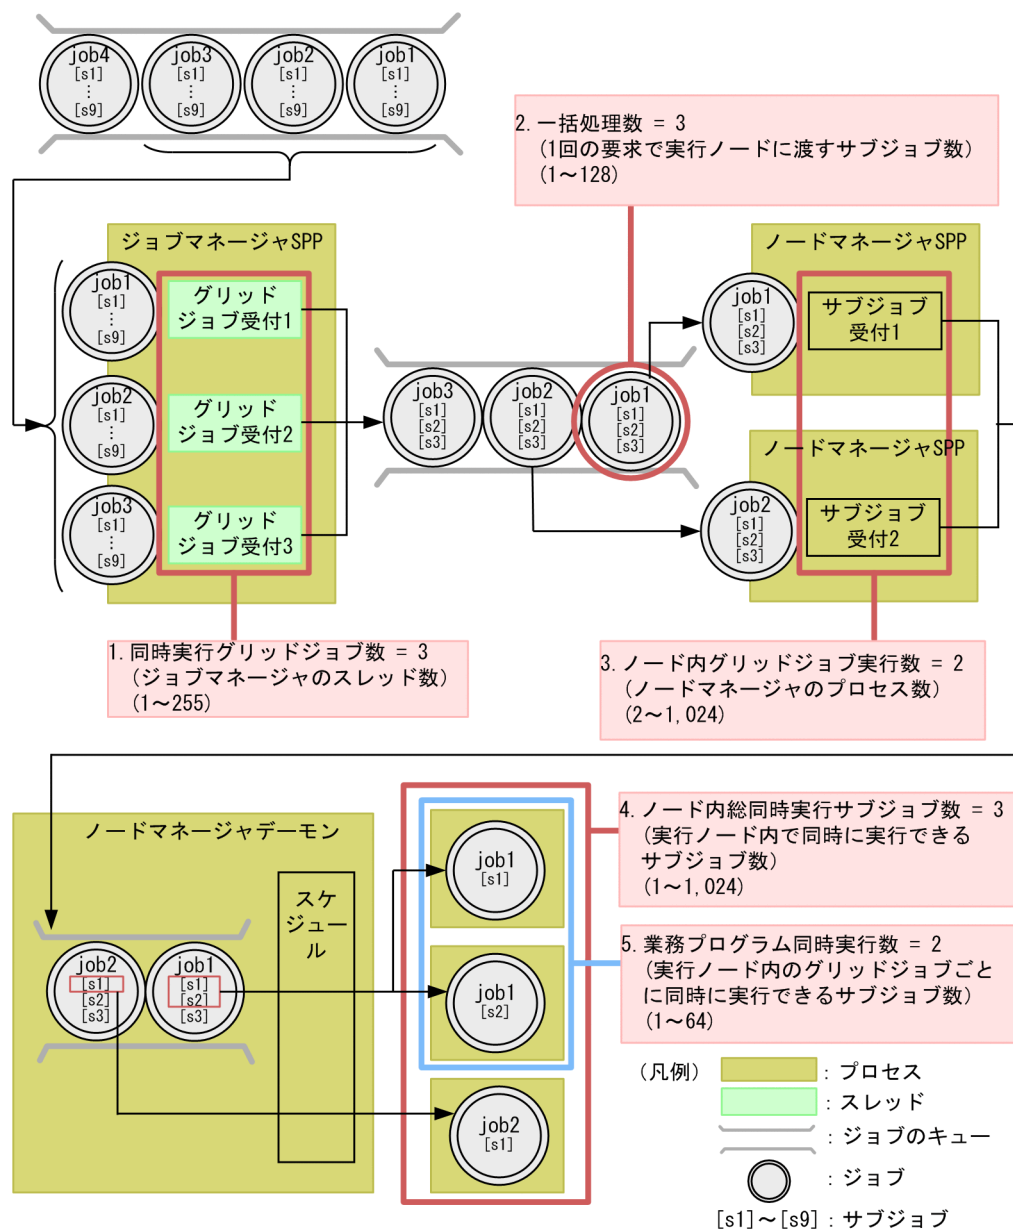 job4
[s1]
⋮
[s9]
job3
[s1]
⋮
[s9]
job2
[s1]
⋮
[s9]
job1
[s1]
⋮
[s9]
2. 一括処理数 = 3
(1回の要求で実行ノードに渡すサブジョブ数)
(1～128)
ジョブマネージャSPP
job1
[s1]
⋮
[s9]
グリッド
ジョブ受付1
job2
[s1]
⋮
[s9]
グリッド
ジョブ受付2
job3
[s1]
⋮
[s9]
グリッド
ジョブ受付3
job3
[s1]
[s2]
[s3]
job2
[s1]
[s2]
[s3]
job1
[s1]
[s2]
[s3]
ノードマネージャSPP
job1
[s1]
[s2]
[s3]
サブジョブ
受付1
ノードマネージャSPP
job2
[s1]
[s2]
[s3]
サブジョブ
受付2
1. 同時実行グリッドジョブ数 = 3
(ジョブマネージャのスレッド数)
(1～255)
3. ノード内グリッドジョブ実行数 = 2
(ノードマネージャのプロセス数)
(2～1,024)
ノードマネージャデーモン
スケ
ジュー
ル
job2
[s1]
[s2]
[s3]
job1
[s1]
[s2]
[s3]
job1
[s1]
job1
[s2]
job2
[s1]
4. ノード内総同時実行サブジョブ数 = 3
(実行ノード内で同時に実行できる
サブジョブ数)
(1～1,024)
5. 業務プログラム同時実行数 = 2
(実行ノード内のグリッドジョブごと
に同時に実行できるサブジョブ数)
(1～64)
(凡例)
: プロセス
: スレッド
: ジョブのキュー
: ジョブ
[s1]～[s9] : サブジョブ